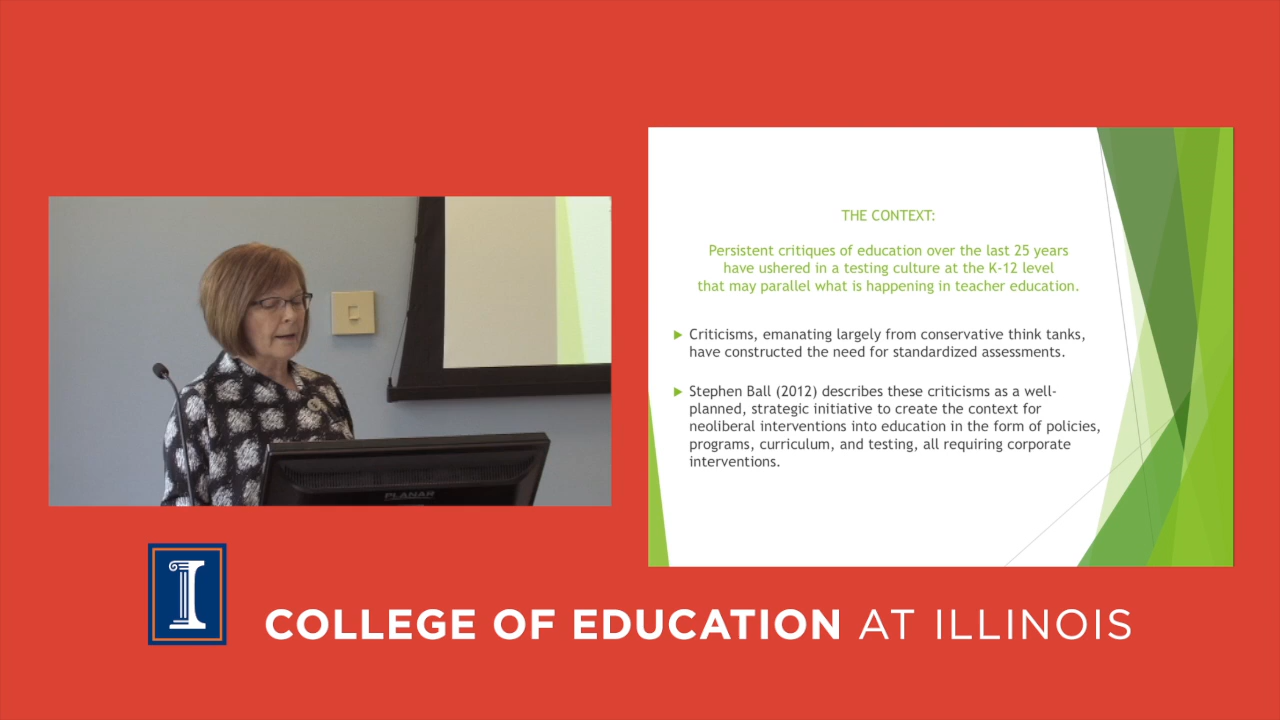 THE CONTEXT:
Persistent critiques of education over the last 25 years
have ushered in a testing culture at the K-12 level
that may parallel what is happening in teacher education.
Criticisms, emanating largely from conservative think tanks,
have constructed the need for standardized assessments.
Stephen Ball (2012) describes these criticisms as a well-
planned, strategic initiative to create the context for
neoliberal interventions into education in the form of policies,
programs, curriculum, and testing, all requiring corporate
interventions.
PLANAR
I
COLLEGE OF EDUCATION AT ILLINOIS